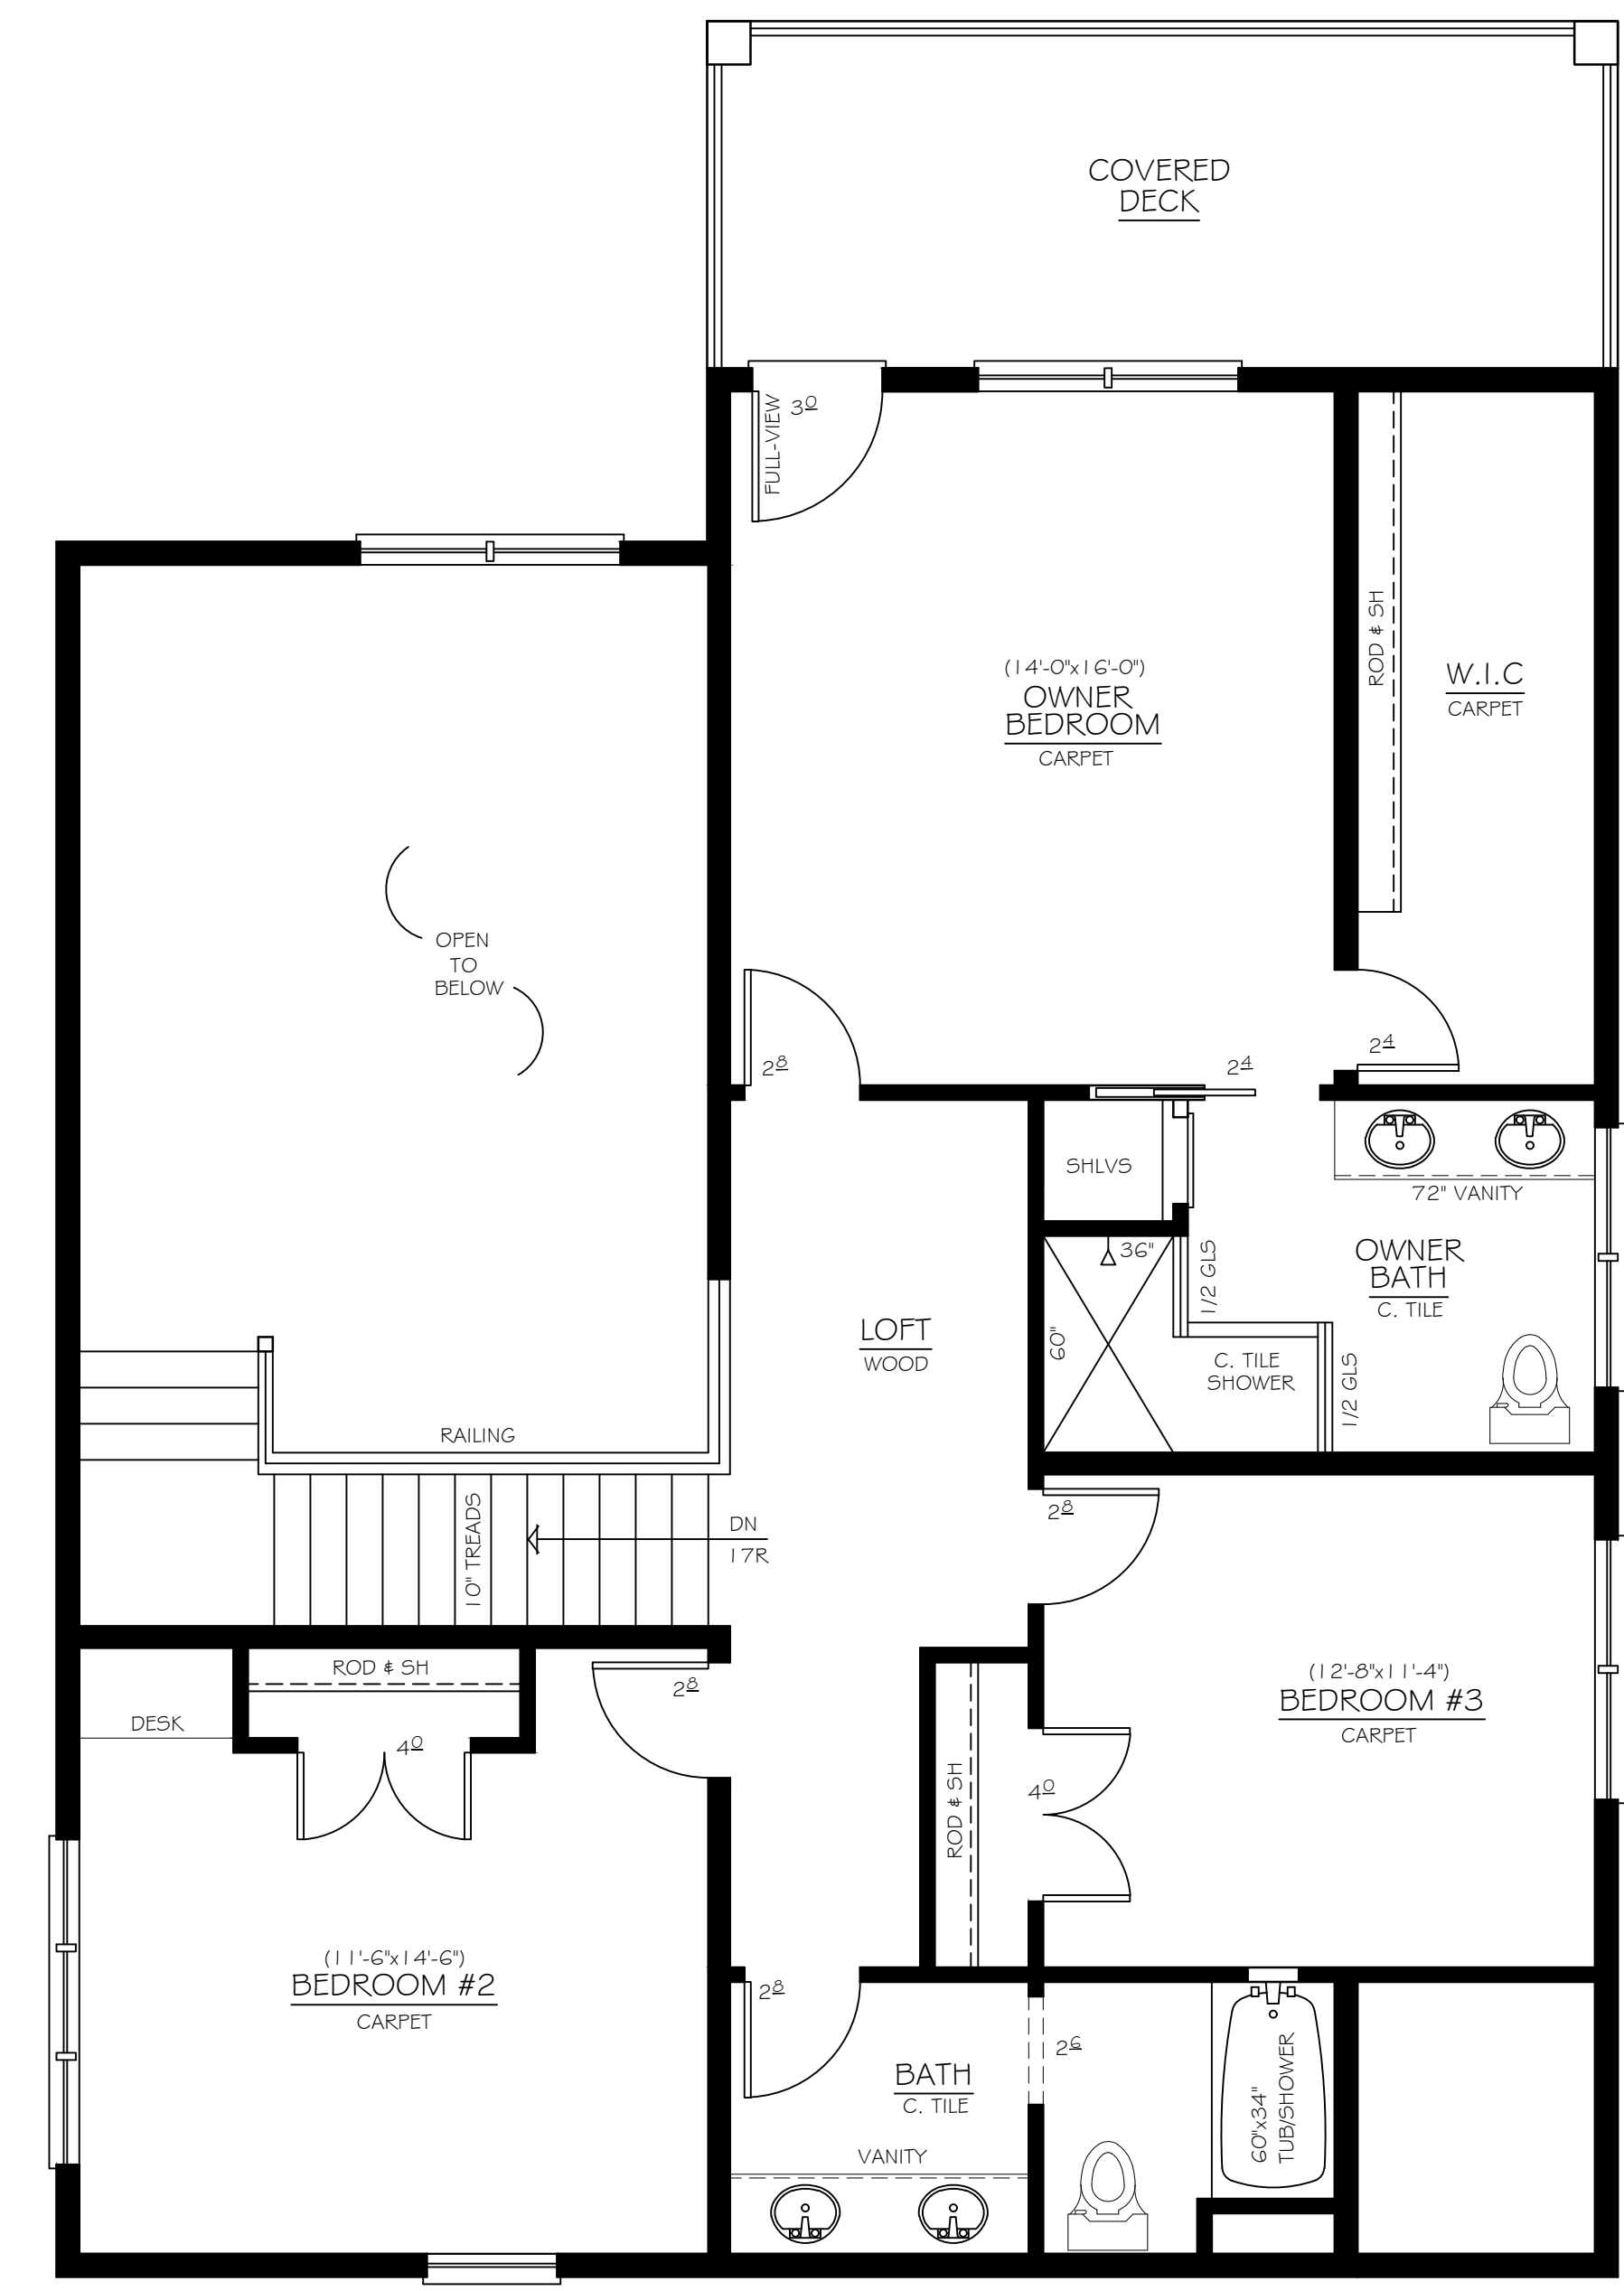 COVERED
DECK
3⁰
FULL-VIEW
(14'-0"x16'-0")
OWNER
BEDROOM
CARPET
ROD & SH
W.I.C
CARPET
OPEN
TO
BELOW
2⁸
2⁴
2⁴
SHLVS
72" VANITY
36"
1/2 GLS
OWNER
BATH
C. TILE
60"
C. TILE
SHOWER
1/2 GLS
LOFT
WOOD
RAILING
10" TREADS
DN
17R
2⁸
ROD & SH
2⁸
DESK
4⁰
(12'-8"x11'-4")
BEDROOM #3
CARPET
ROD & SH
4⁰
(11'-6"x14'-6")
BEDROOM #2
CARPET
2⁸
2⁶
BATH
C. TILE
60"x34"
TUB/SHOWER
VANITY